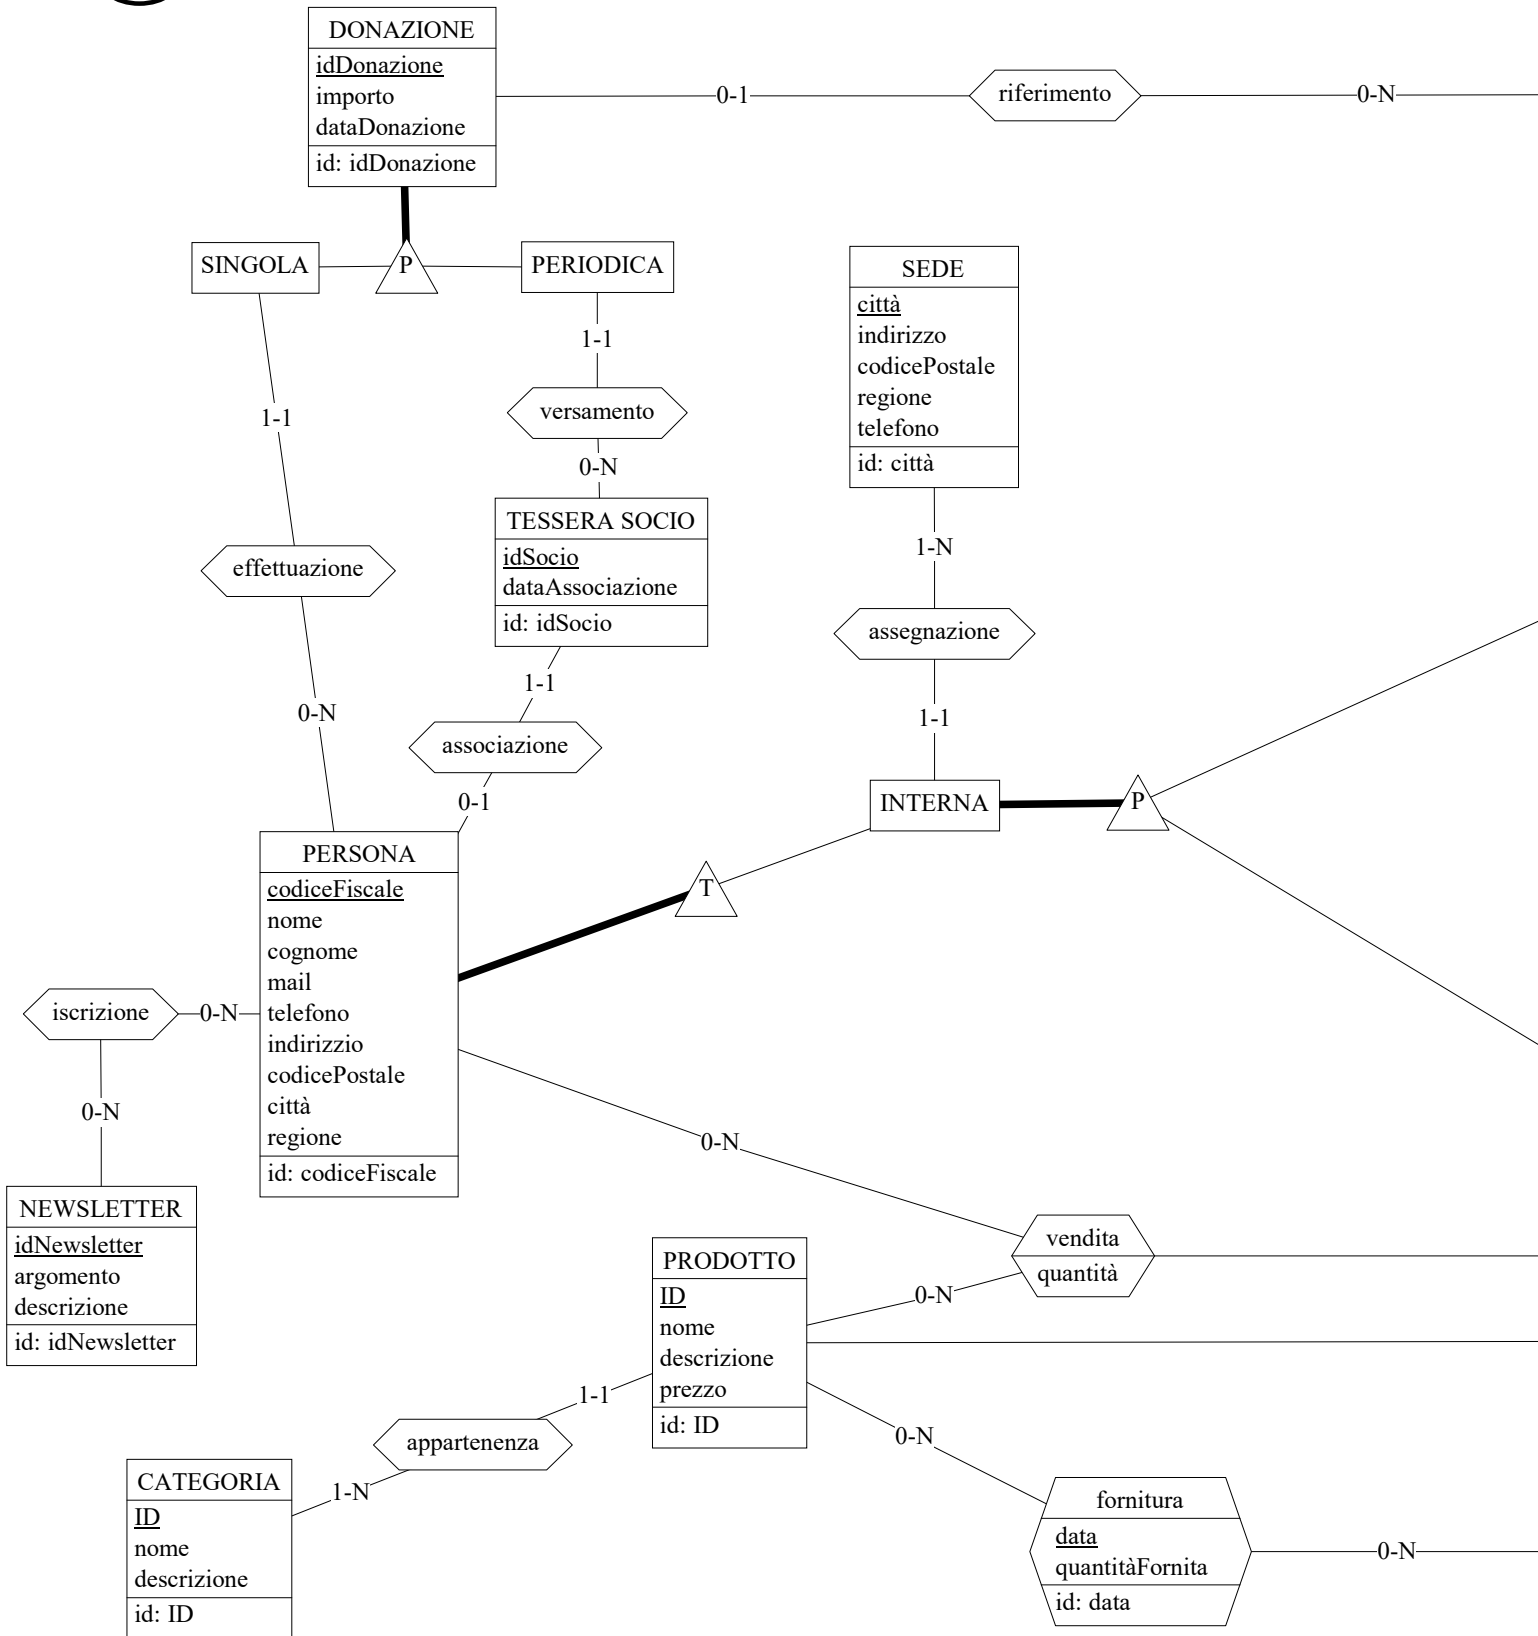 DONAZIONE
idDonazione
importo
dataDonazione
id: idDonazione
0-1
riferimento
0-N
SINGOLA
P
PERIODICA
1-1
1-1
versamento
0-N
SEDE
città
indirizzo
codicePostale
regione
telefono
id: città
TESSERA SOCIO
idSocio
dataAssociazione
id: idSocio
effettuazione
1-N
assegnazione
1-1
0-N
1-1
associazione
0-1
INTERNA
P
T
PERSONA
codiceFiscale
nome
cognome
mail
telefono
indirizzio
codicePostale
città
regione
id: codiceFiscale
iscrizione
0-N
0-N
NEWSLETTER
idNewsletter
argomento
descrizione
id: idNewsletter
0-N
vendita
quantità
0-N
PRODOTTO
ID
nome
descrizione
prezzo
id: ID
1-1
appartenenza
1-N
CATEGORIA
ID
nome
descrizione
id: ID
0-N
fornitura
data
quantitàFornita
id: data
0-N